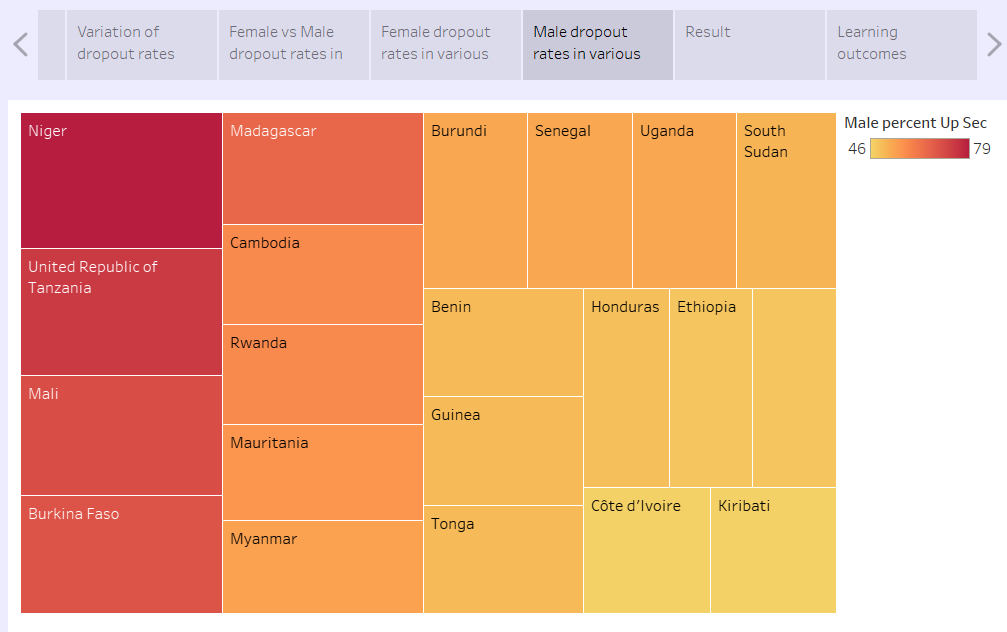 Variation of
dropout rates
Female vs Male
dropout rates in
Female dropout
rates in various
Male dropout
rates in various
Result
Learning
outcomes
Niger
United Republic of
Tanzania
Mali
Burkina Faso
Madagascar
Cambodia
Rwanda
Mauritania
Myanmar
Burundi
Senegal
Uganda
South
Sudan
Benin
Guinea
Tonga
Honduras
Ethiopia
Côte d’Ivoire
Kiribati
Male percent Up Sec
46
79